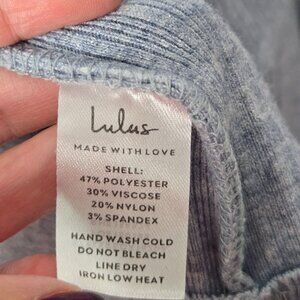 Lulus
MADE WITH LOVE
SHELL:
47% POLYESTER
30% VISCOSE
20% NYLON
3% SPANDEX
HAND WASH COLD
DO NOT BLEACH
LINE DRY
IRON LOW HEAT